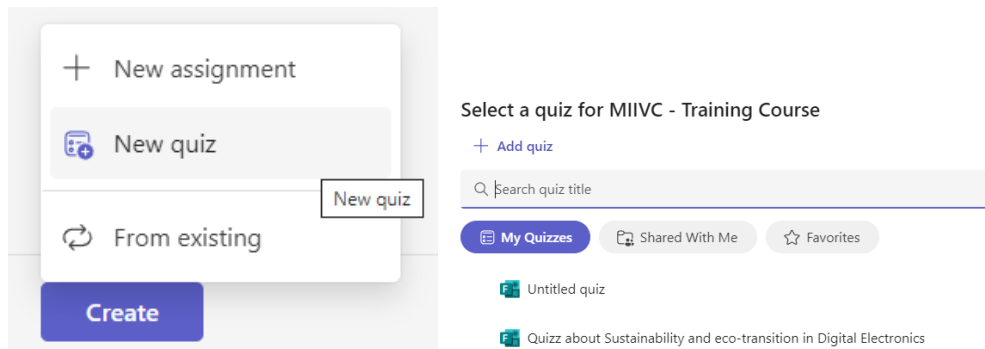 New assignment
New quiz
New quiz
From existing
Create
Select a quiz for MIIVC - Training Course
Add quiz
Search quiz title
My Quizzes
Shared With Me
Favorites
Untitled quiz
Quizz about Sustainability and eco-transition in Digital Electronics